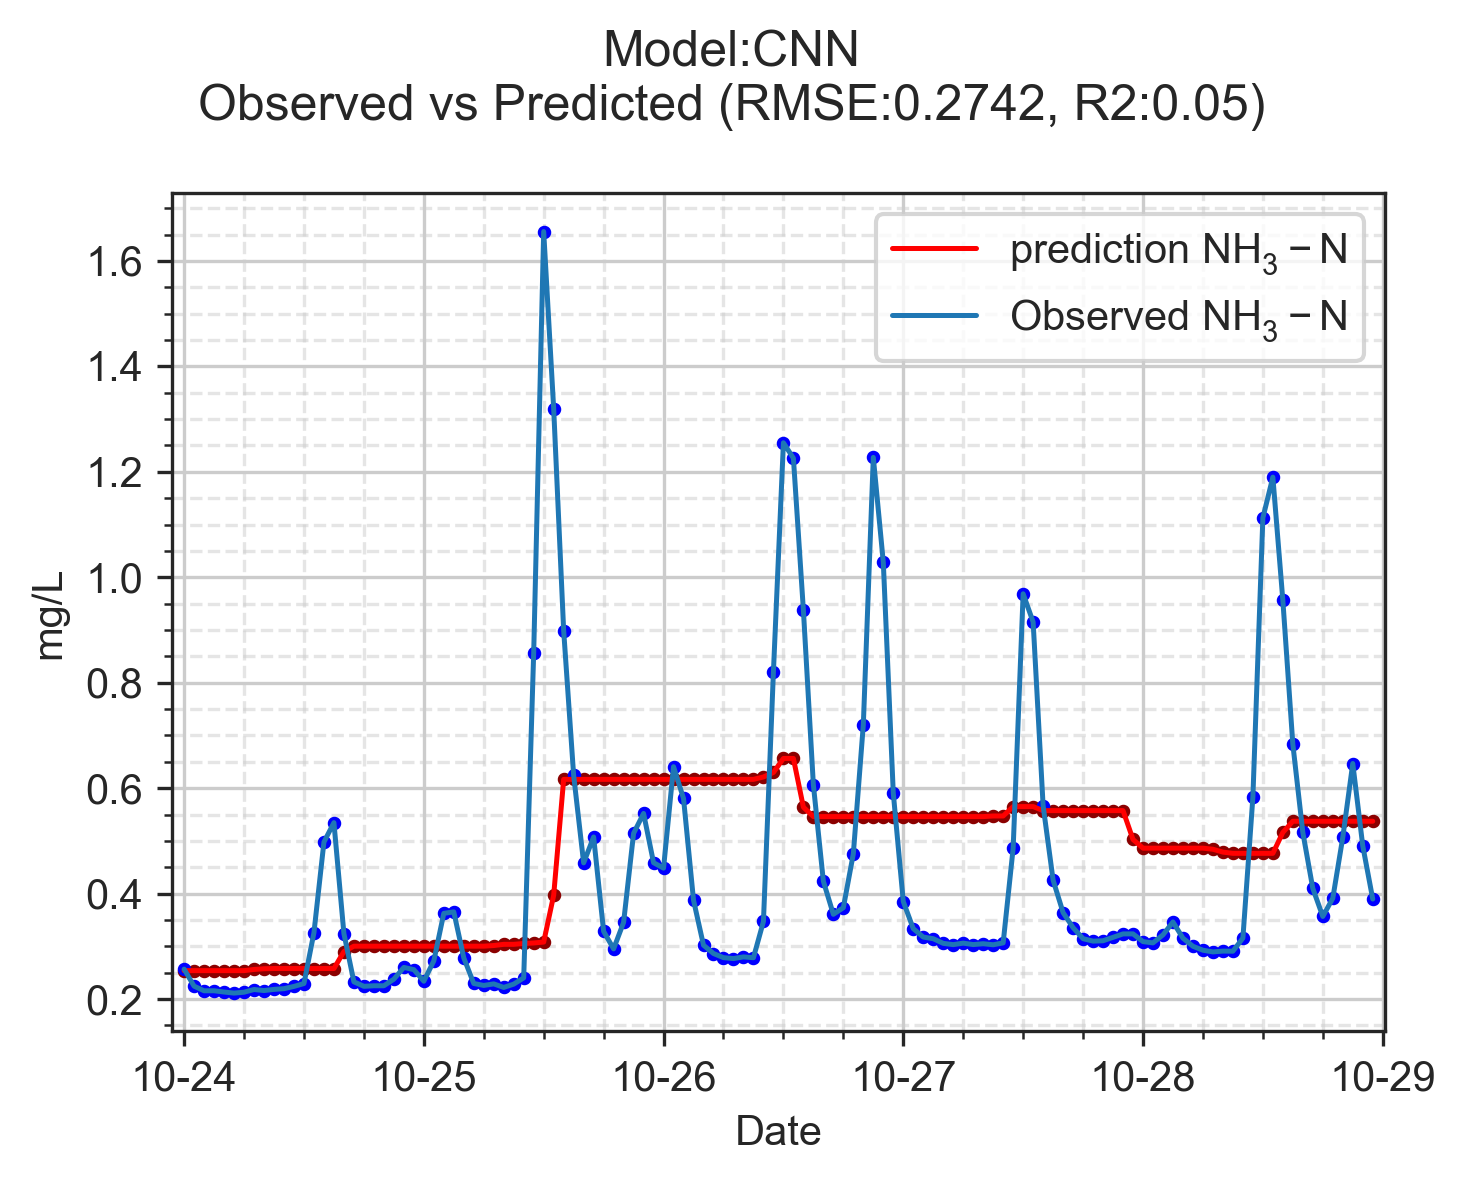 Model:CNN
Observed vs Predicted (RMSE:0.2742, R2:0.05)
prediction NH₃ − N
Observed NH₃ − N
mg/L
1.6
1.4
1.2
1.0
0.8
0.6
0.4
0.2
10-24 10-25 10-26 10-27 10-28 10-29
Date